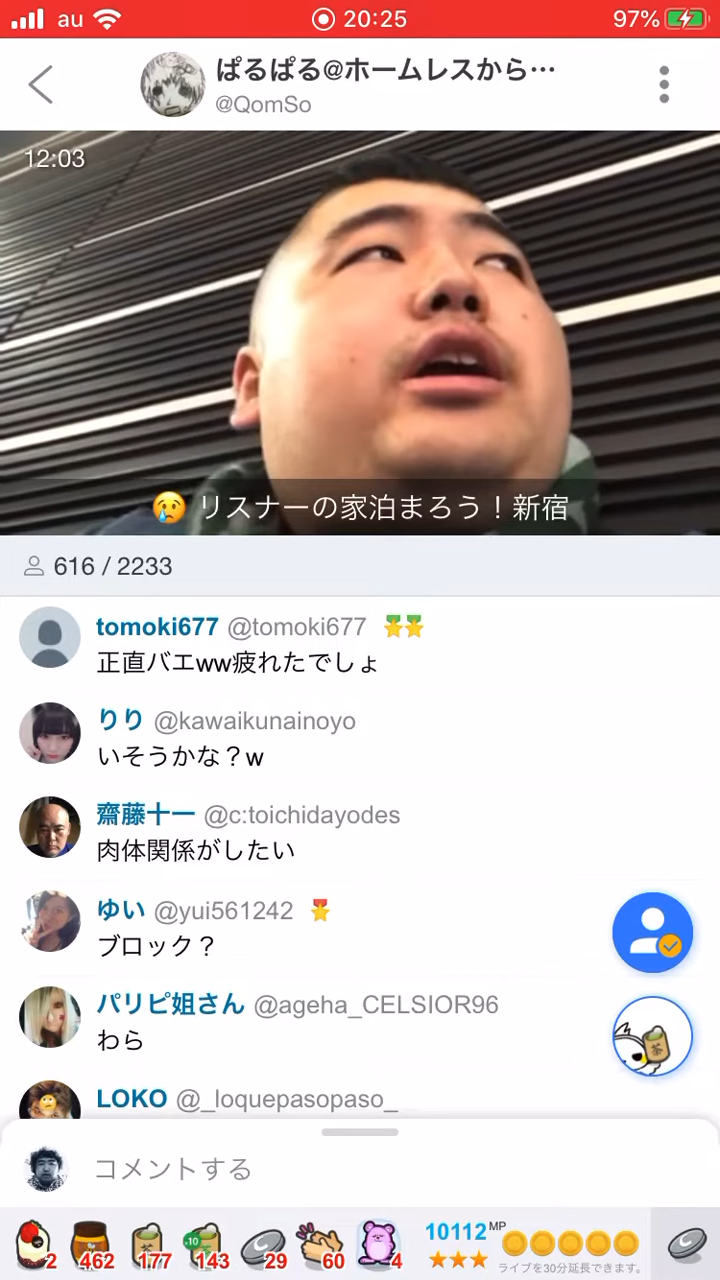 au 20:25 97%
ぱるぱる@ホームレスから…
@QomSo
12:03
😢 リスナーの家泊まろう！新宿
616 / 2233
tomoki677 @tomoki677
正直バエww疲れたでしょ
りり @kawaikunainoyo
いそうかな？w
齋藤十一 @c:toichidayodes
肉体関係がしたい
ゆい @yui561242
ブロック？
パリピ姐さん @ageha_CELSIOR96
わら
茶
LOKO @_loquepasopaso_
コメントする
2 462 177 ×10 143 29 60 4 10112 MP
ライブを30分延長できます。